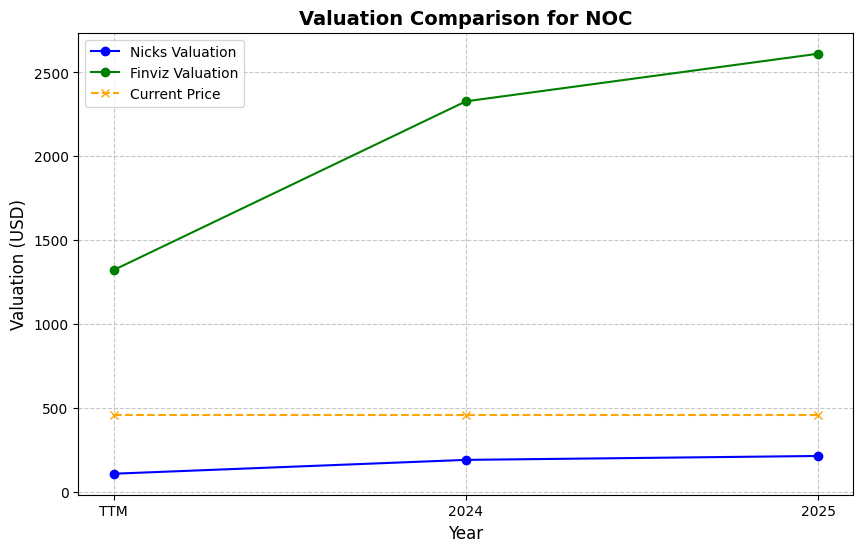 Valuation Comparison for NOC
Nicks Valuation
Finviz Valuation
Current Price
Valuation (USD)
2500
2000
1500
1000
500
0
TTM
2024
2025
Year